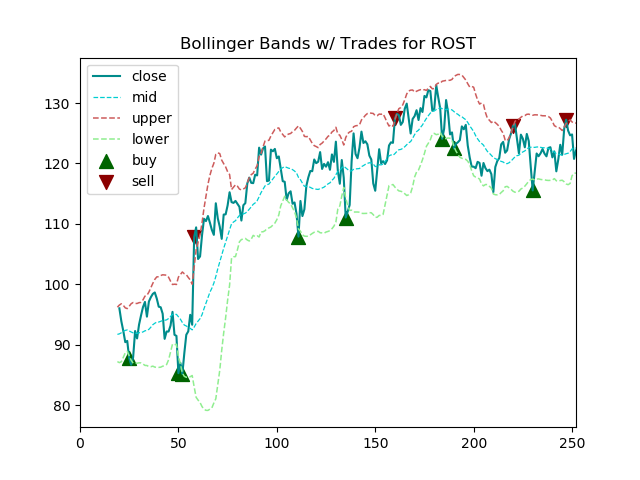 Bollinger Bands w/ Trades for ROST
close
mid
upper
lower
buy
sell
130
120
110
100
90
80
0 50 100 150 200 250